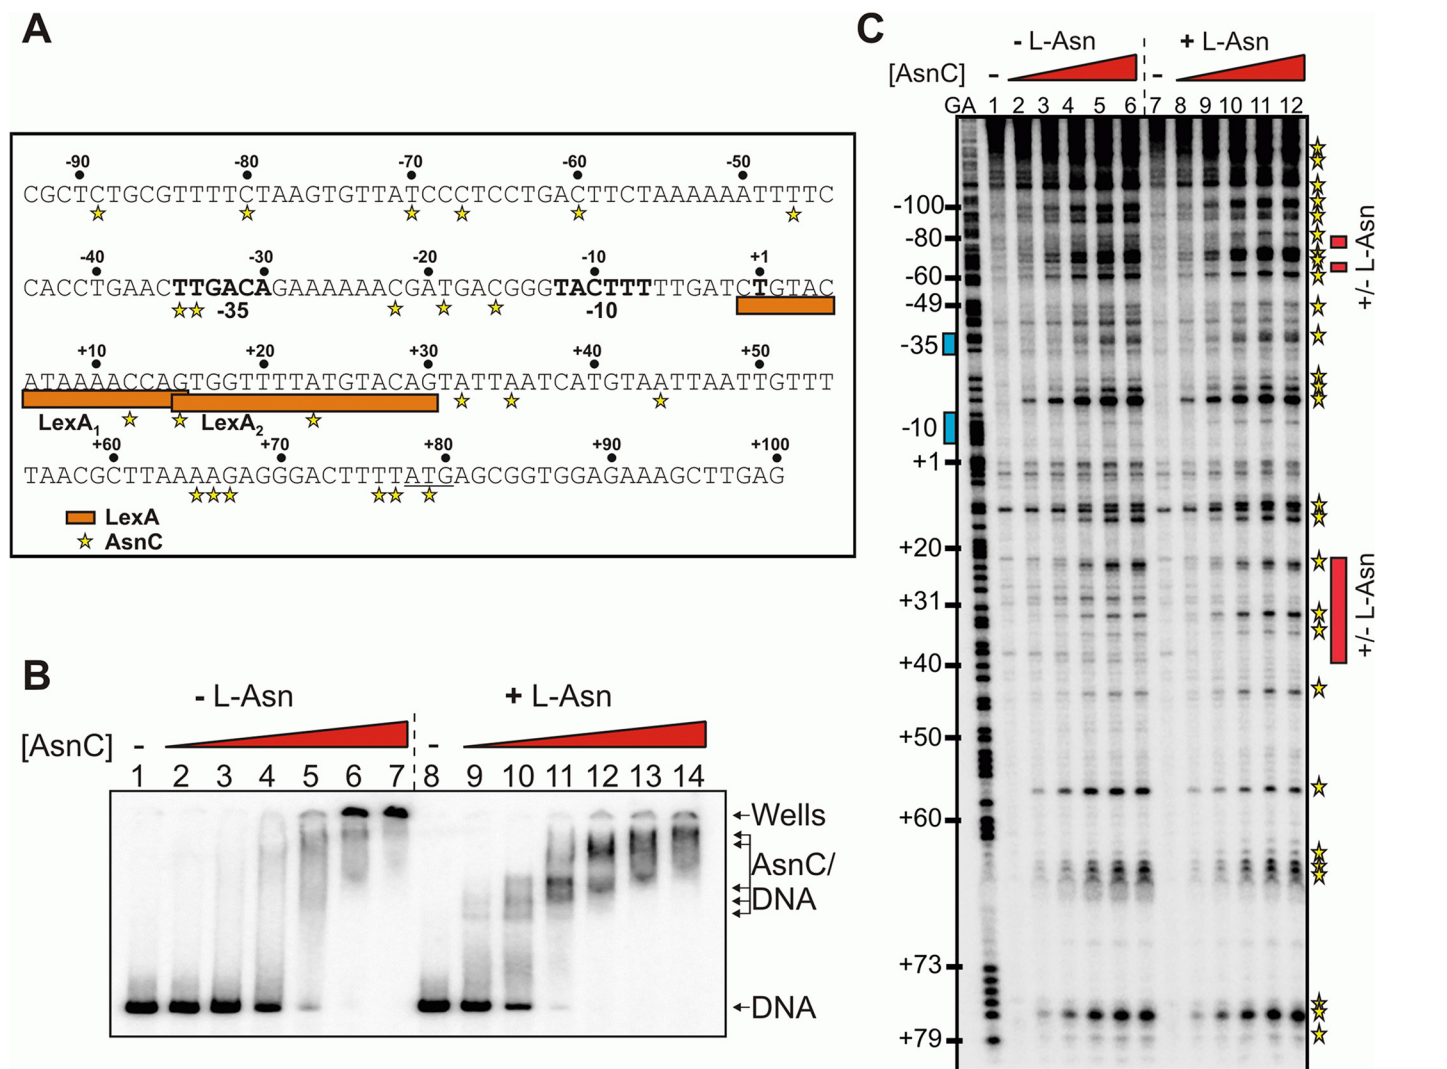 A
-90 -80 -70 -60 -50
CGCTCTGCGTTTTCTAAGTGTTATCCCTCCTGACTTCTAAAAAATTTTC
-40 -30 -20 -10 +1
CACCTGAACTTGACAGAAAAAACGATGACGGGTACTTTTTGATCTGTAC
-35 -10
+10 +20 +30 +40 +50
ATAAAACCAGTGGTTTTATGTACAGTATTAATCATGTAATTAATTGTTT
LexA1 LexA2
+60 +70 +80 +90 +100
TAACGCTTAAAAGAGGGACTTTTATGAGCGGTGGAGAAAGCTTGAG
LexA
AsnC
B
- L-Asn + L-Asn
[AsnC] - -
1 2 3 4 5 6 7 8 9 10 11 12 13 14
Wells
AsnC/
DNA
DNA
C
- L-Asn + L-Asn
[AsnC] - -
GA 1 2 3 4 5 6 7 8 9 10 11 12
-100
-80
-60
-49
-35
-10
+1
+20
+31
+40
+50
+60
+73
+79
+/- L-Asn
+/- L-Asn